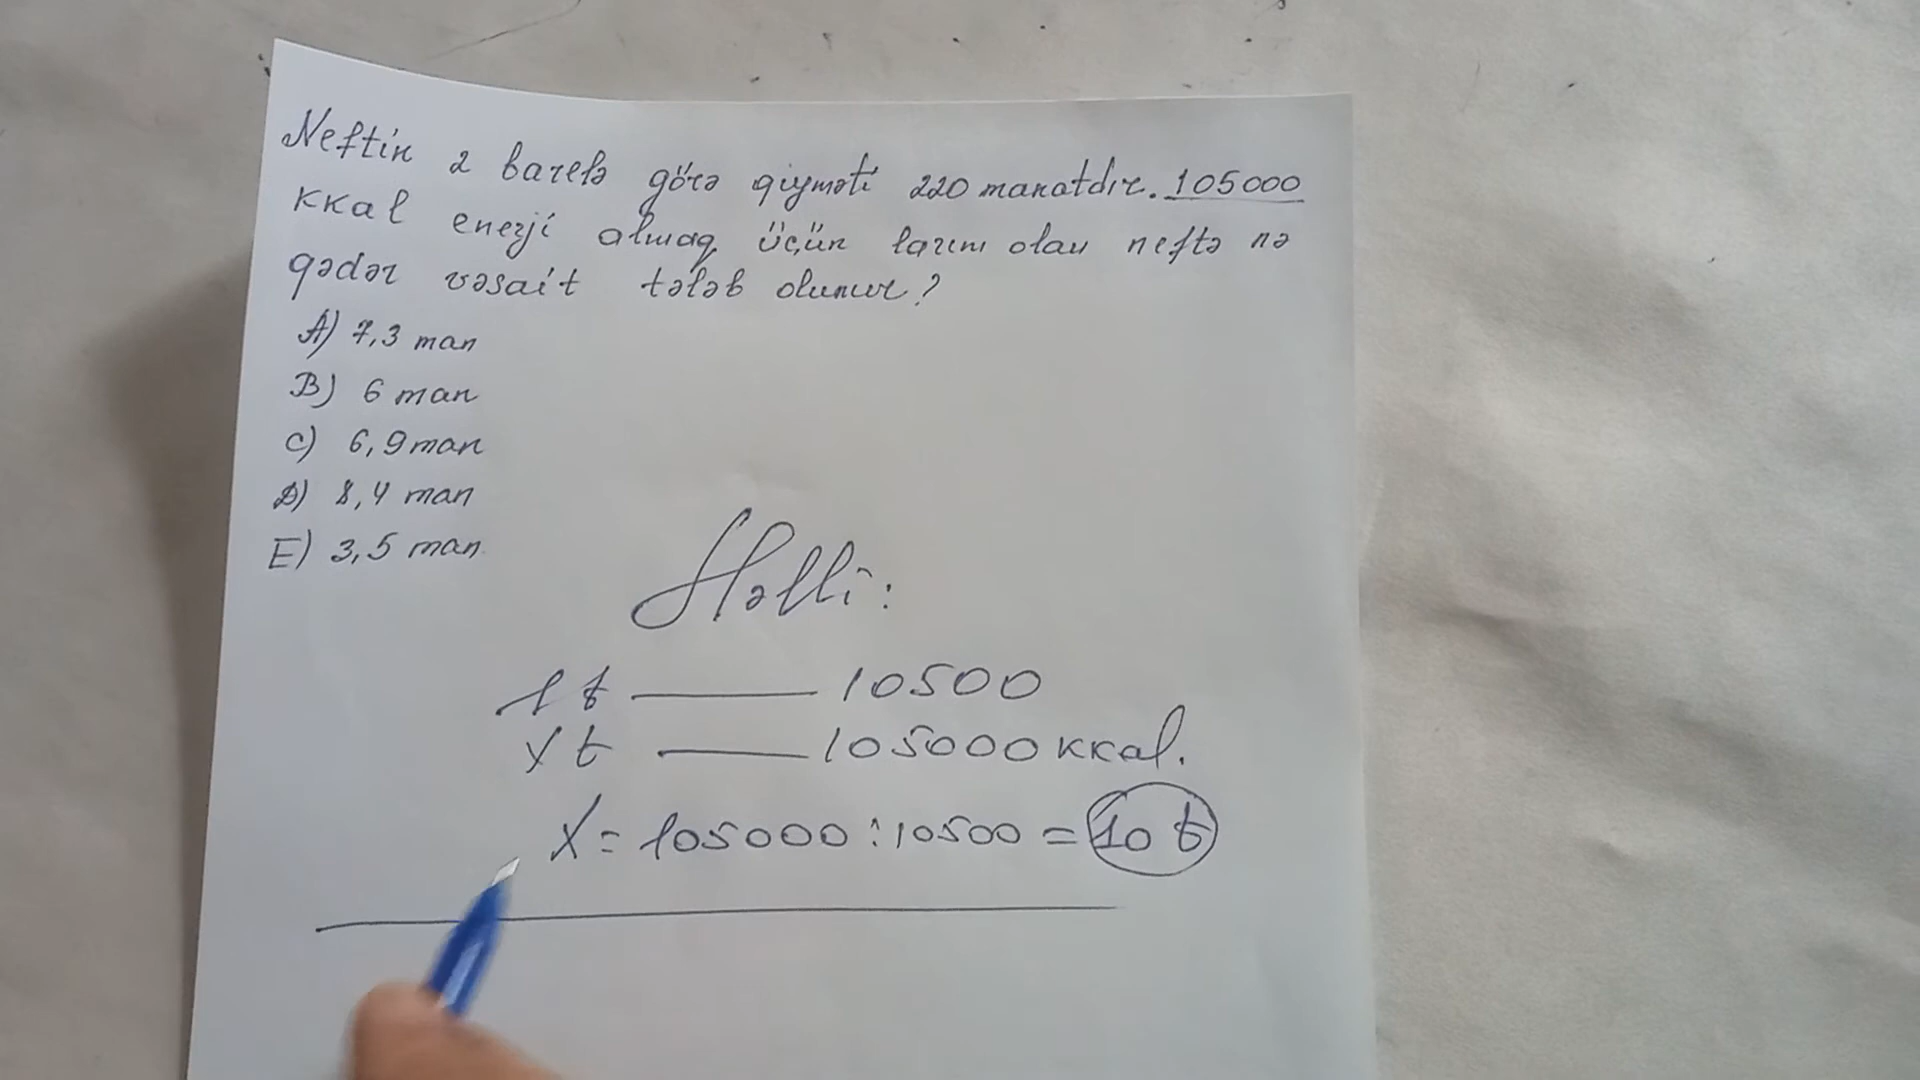 Neftin 2 barelə görə qiyməti 220 manatdır. 105000
kkal enerji almaq üçün lazım olan neftə nə
qədər vəsait tələb olunur?
A) 7,3 man
B) 6 man
C) 6,9 man
D) 8,4 man
E) 3,5 man
Həlli:
1 t — 10500
X t — 105000 kkal.
X = 105000 : 10500 = 10 t